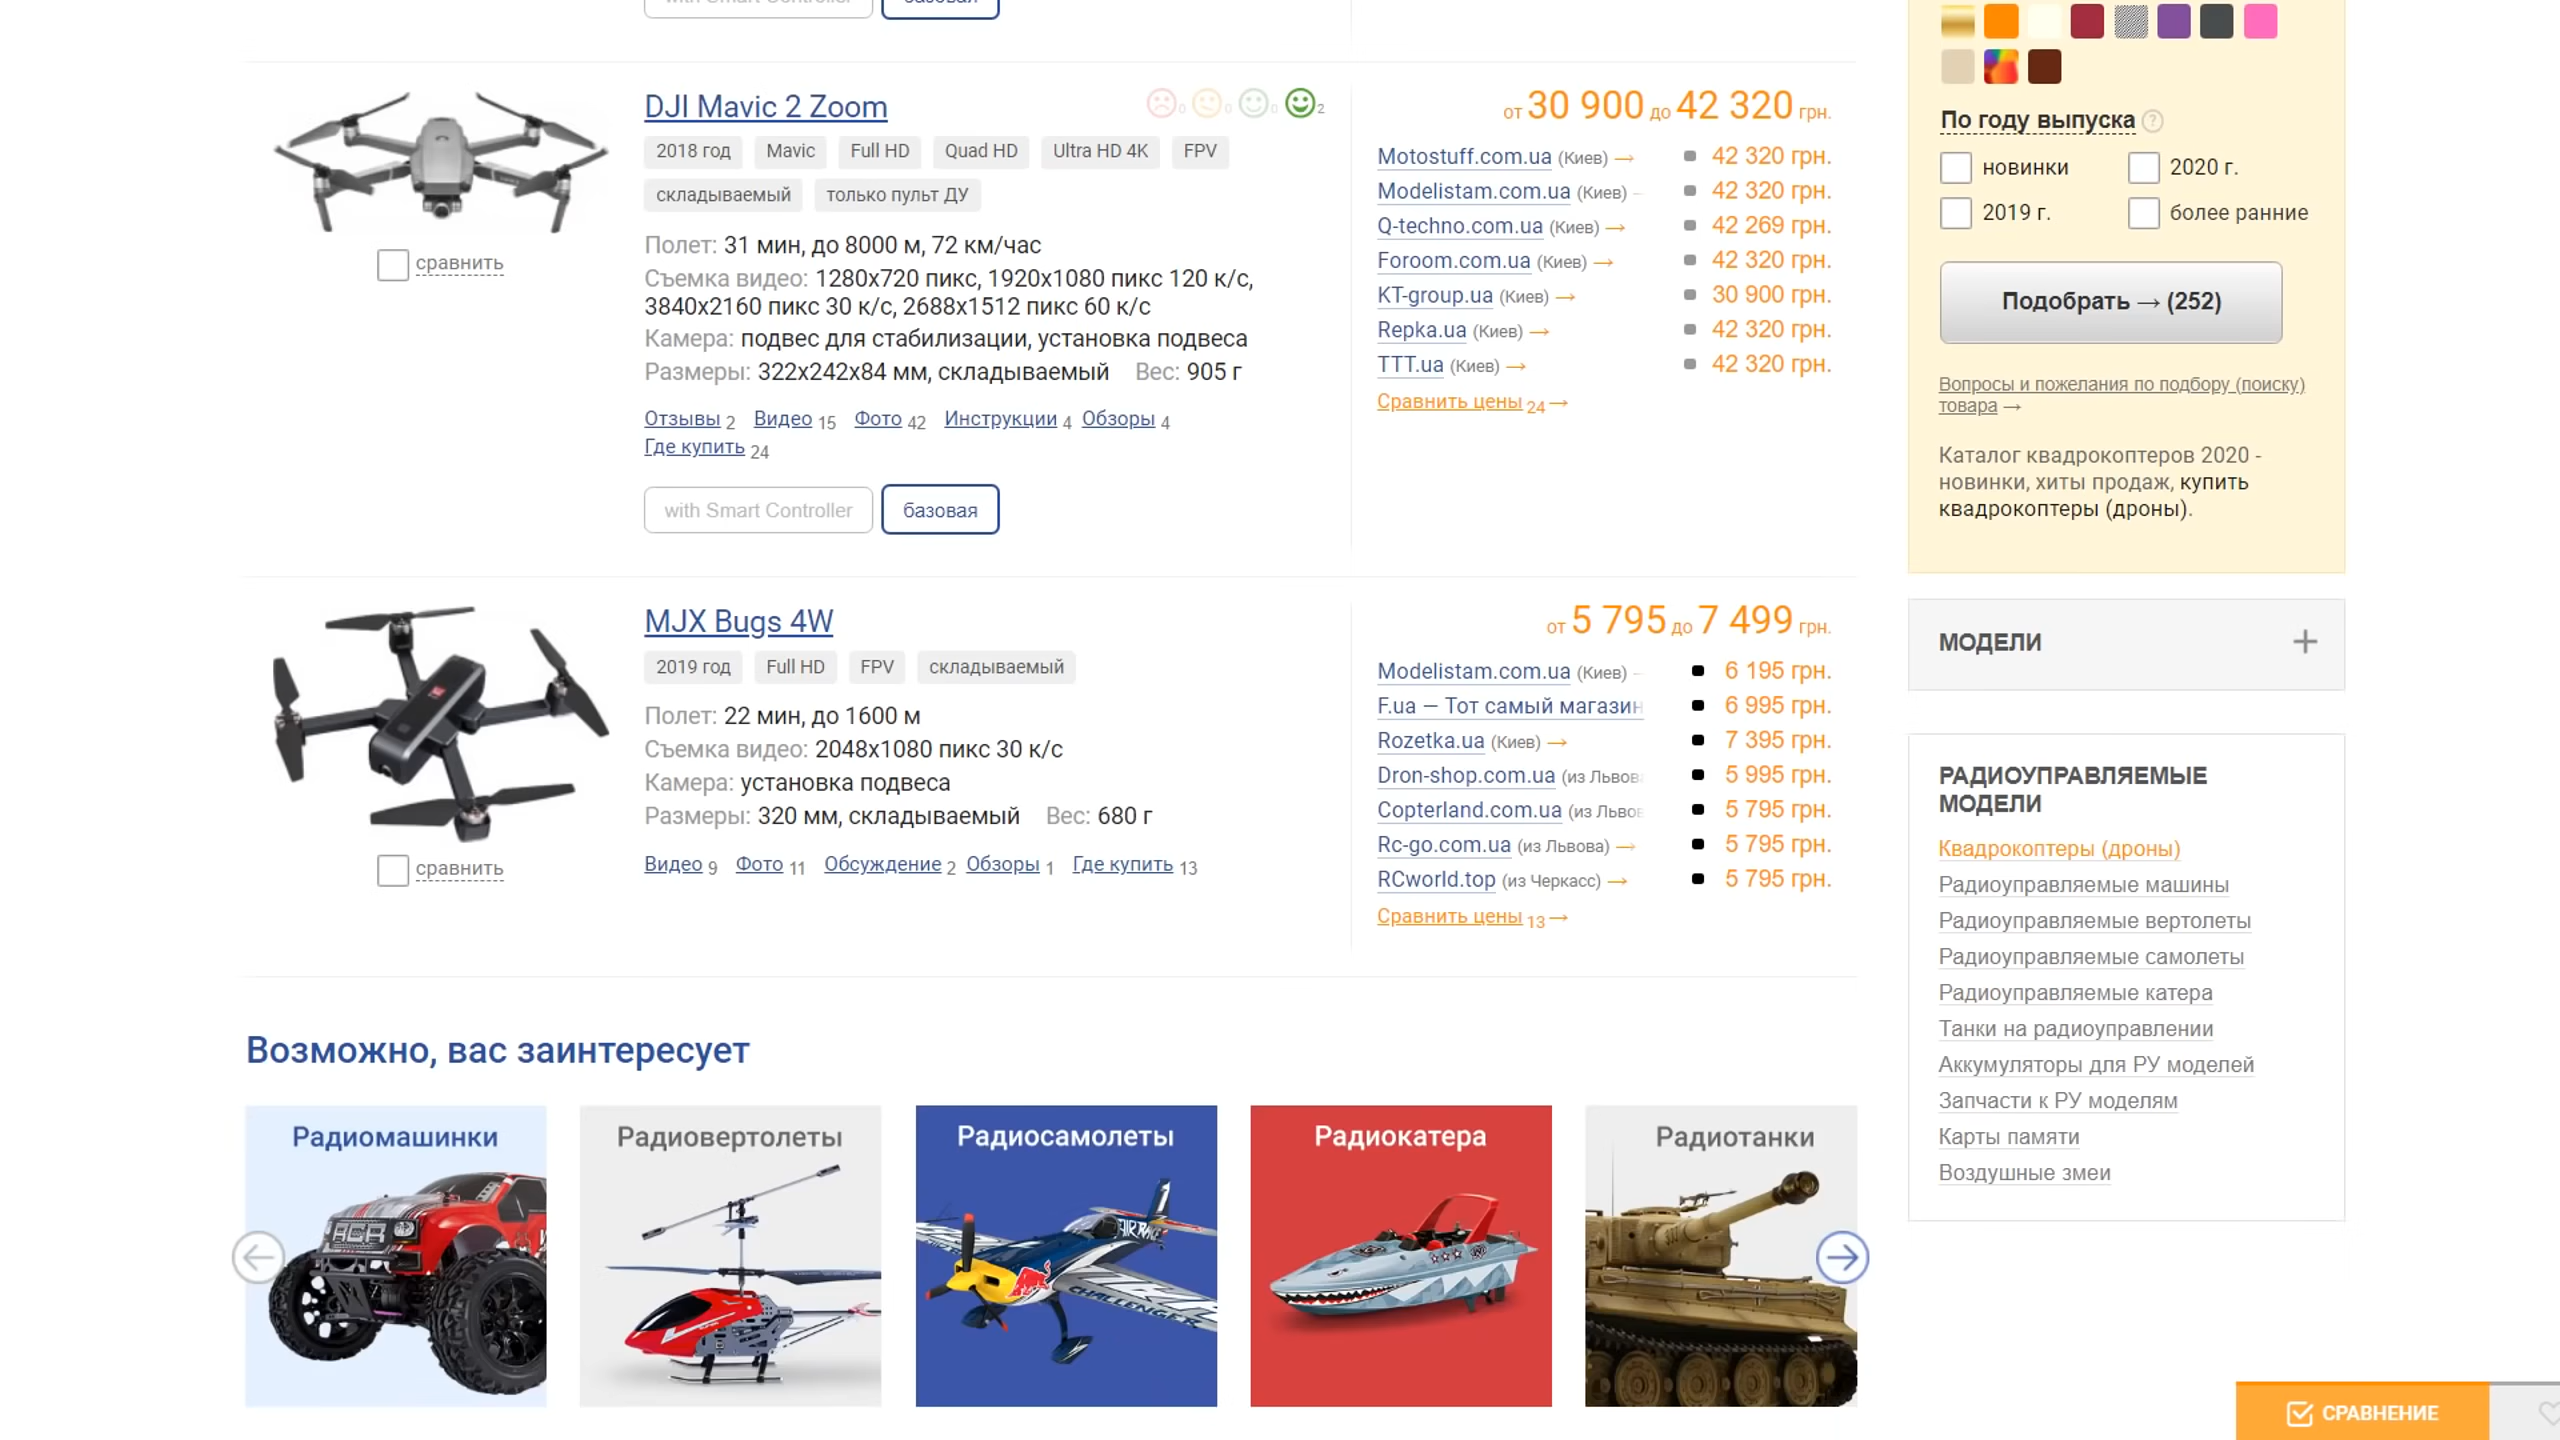 DJI Mavic 2 Zoom
0 0 0 2
2018 год Mavic Full HD Quad HD Ultra HD 4K FPV
складываемый только пульт ДУ
Полет: 31 мин, до 8000 м, 72 км/час
Съемка видео: 1280x720 пикс, 1920x1080 пикс 120 к/с,
3840x2160 пикс 30 к/с, 2688x1512 пикс 60 к/с
Камера: подвес для стабилизации, установка подвеса
Размеры: 322x242x84 мм, складываемый Вес: 905 г
Отзывы 2 Видео 15 Фото 42 Инструкции 4 Обзоры 4
Где купить 24
with Smart Controller базовая
сравнить
от 30 900 до 42 320 грн.
Motostuff.com.ua (Киев) → 42 320 грн.
Modelistam.com.ua (Киев) 42 320 грн.
Q-techno.com.ua (Киев) → 42 269 грн.
Foroom.com.ua (Киев) → 42 320 грн.
KT-group.ua (Киев) → 30 900 грн.
Repka.ua (Киев) → 42 320 грн.
TTT.ua (Киев) → 42 320 грн.
Сравнить цены 24 →
MJX Bugs 4W
2019 год Full HD FPV складываемый
Полет: 22 мин, до 1600 м
Съемка видео: 2048x1080 пикс 30 к/с
Камера: установка подвеса
Размеры: 320 мм, складываемый Вес: 680 г
Видео 9 Фото 11 Обсуждение 2 Обзоры 1 Где купить 13
сравнить
от 5 795 до 7 499 грн.
Modelistam.com.ua (Киев) 6 195 грн.
F.ua — Тот самый магазин 6 995 грн.
Rozetka.ua (Киев) → 7 395 грн.
Dron-shop.com.ua (из Львова 5 995 грн.
Copterland.com.ua (из Львов 5 795 грн.
Rc-go.com.ua (из Львова) → 5 795 грн.
RCworld.top (из Черкасс) → 5 795 грн.
Сравнить цены 13 →
Возможно, вас заинтересует
Радиомашинки
Радиовертолеты
Радиосамолеты
CHALLENGER
Радиокатера
Радиотанки
По году выпуска ?
новинки 2020 г.
2019 г. более ранние
Подобрать → (252)
Вопросы и пожелания по подбору (поиску)
товара →
Каталог квадрокоптеров 2020 -
новинки, хиты продаж, купить
квадрокоптеры (дроны).
МОДЕЛИ +
РАДИОУПРАВЛЯЕМЫЕ
МОДЕЛИ
Квадрокоптеры (дроны)
Радиоуправляемые машины
Радиоуправляемые вертолеты
Радиоуправляемые самолеты
Радиоуправляемые катера
Танки на радиоуправлении
Аккумуляторы для РУ моделей
Запчасти к РУ моделям
Карты памяти
Воздушные змеи
СРАВНЕНИЕ